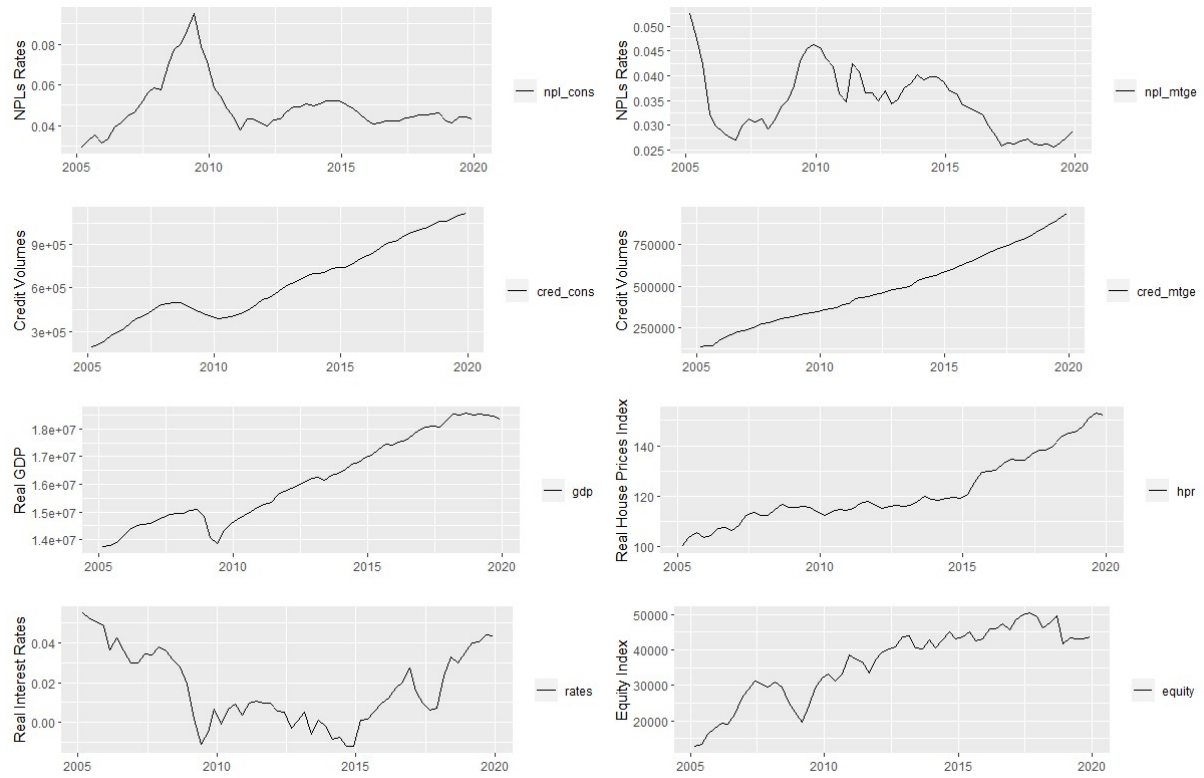 NPLs Rates
0.08
0.06
0.04
2005 2010 2015 2020
npl_cons
NPLs Rates
0.050
0.045
0.040
0.035
0.030
0.025
2005 2010 2015 2020
npl_mtge
Credit Volumes
9e+05
6e+05
3e+05
2005 2010 2015 2020
cred_cons
Credit Volumes
750000
500000
250000
2005 2010 2015 2020
cred_mtge
Real GDP
1.8e+07
1.7e+07
1.6e+07
1.5e+07
1.4e+07
2005 2010 2015 2020
gdp
Real House Prices Index
140
120
100
2005 2010 2015 2020
hpr
Real Interest Rates
0.04
0.02
0.00
2005 2010 2015 2020
rates
Equity Index
50000
40000
30000
20000
2005 2010 2015 2020
equity